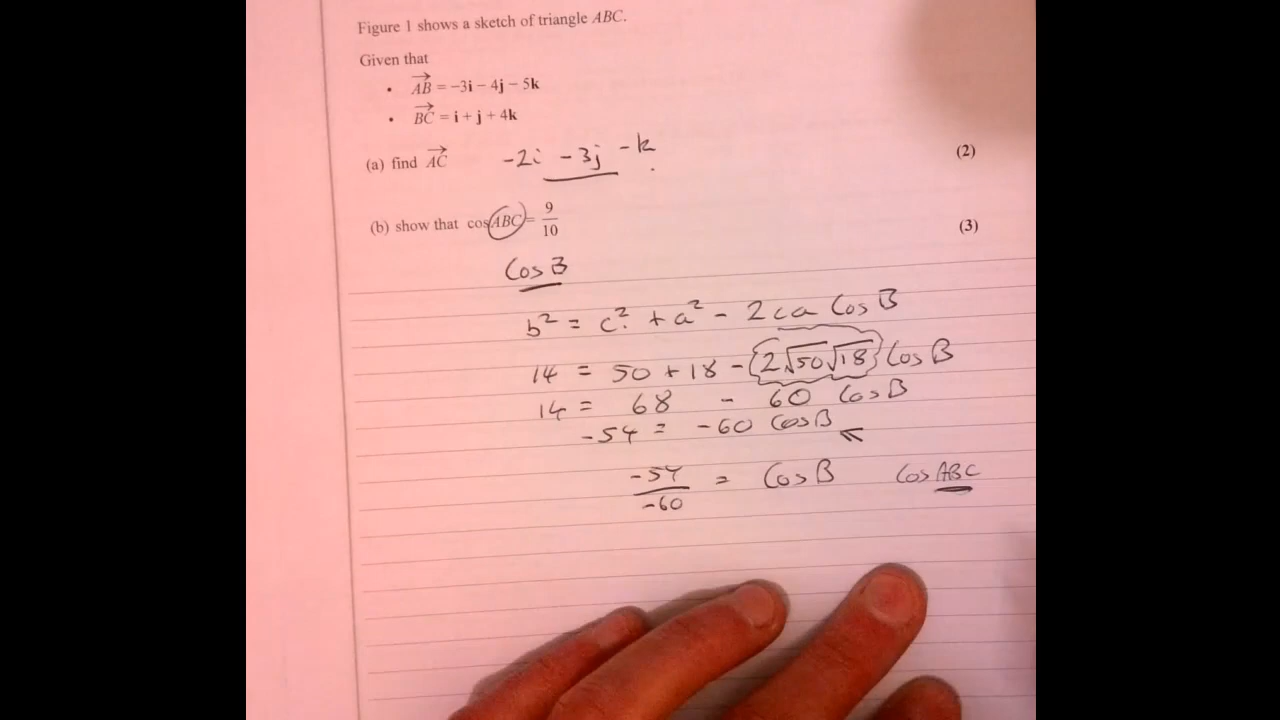 Figure 1 shows a sketch of triangle ABC.
Given that
• AB = −3i − 4j − 5k
• BC = i + j + 4k
(a) find AC -2i -3j -k (2)
(b) show that cosABC = 9/10 (3)
Cos B
b² = c² + a² - 2ca Cos B
14 = 50 + 18 - (2√50√18) Cos B
14 = 68 - 60 Cos B
-54 = -60 Cos B
-54/-60 = Cos B Cos ABC